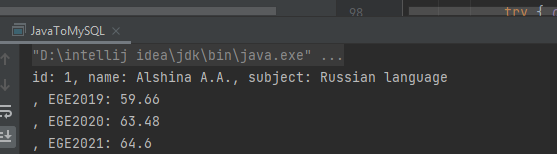 98
try {
JavaToMySQL
"D:\intellij idea\jdk\bin\java.exe" ...
id: 1, name: Alshina A.A., subject: Russian language
, EGE2019: 59.66
, EGE2020: 63.48
, EGE2021: 64.6